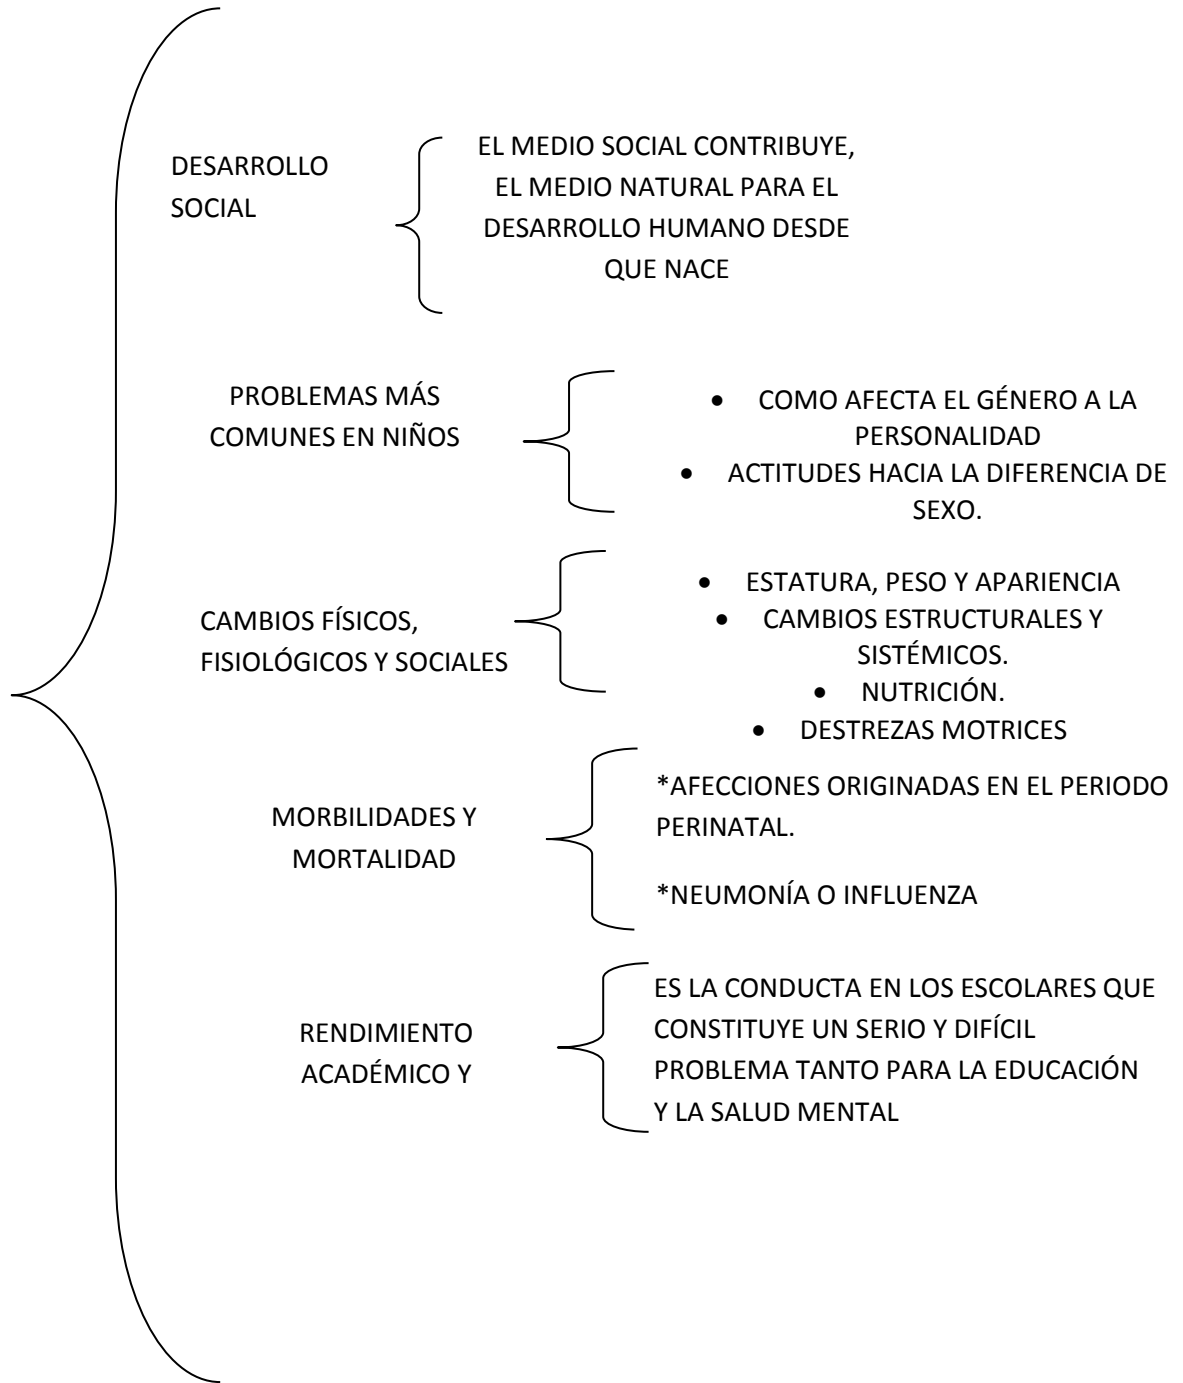 DESARROLLO
SOCIAL
EL MEDIO SOCIAL CONTRIBUYE,
EL MEDIO NATURAL PARA EL
DESARROLLO HUMANO DESDE
QUE NACE
PROBLEMAS MÁS
COMUNES EN NIÑOS
• COMO AFECTA EL GÉNERO A LA
PERSONALIDAD
• ACTITUDES HACIA LA DIFERENCIA DE
SEXO.
CAMBIOS FÍSICOS,
FISIOLÓGICOS Y SOCIALES
• ESTATURA, PESO Y APARIENCIA
• CAMBIOS ESTRUCTURALES Y
SISTÉMICOS.
• NUTRICIÓN.
• DESTREZAS MOTRICES
MORBILIDADES Y
MORTALIDAD
*AFECCIONES ORIGINADAS EN EL PERIODO
PERINATAL.
*NEUMONÍA O INFLUENZA
RENDIMIENTO
ACADÉMICO Y
ES LA CONDUCTA EN LOS ESCOLARES QUE
CONSTITUYE UN SERIO Y DIFÍCIL
PROBLEMA TANTO PARA LA EDUCACIÓN
Y LA SALUD MENTAL